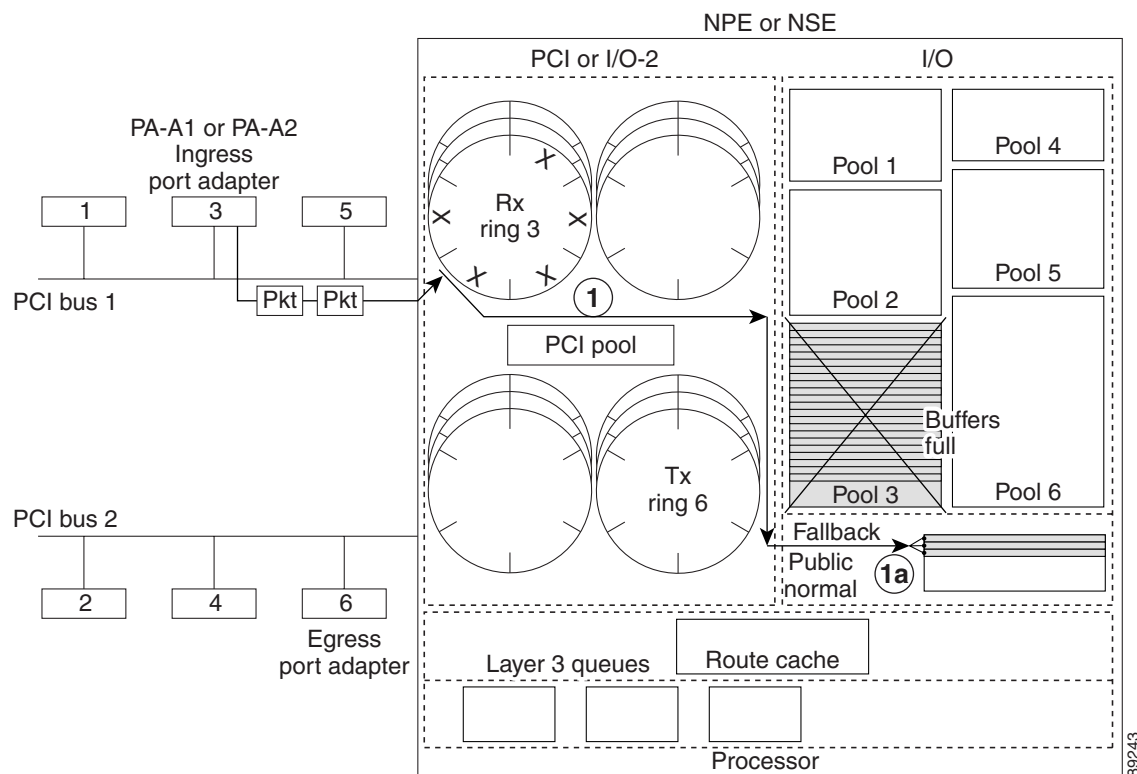 NPE or NSE
PCI or I/O-2
I/O
PA-A1 or PA-A2
Ingress
port adapter
1
3
5
PCI bus 1
Pkt
Pkt
Rx
ring 3
X
X
X
X
X
1
PCI pool
Pool 1
Pool 2
Pool 3
Pool 4
Pool 5
Pool 6
Buffers
full
Tx
ring 6
PCI bus 2
2
4
6
Egress
port adapter
Fallback
Public
normal
1a
Layer 3 queues
Route cache
Processor
89243